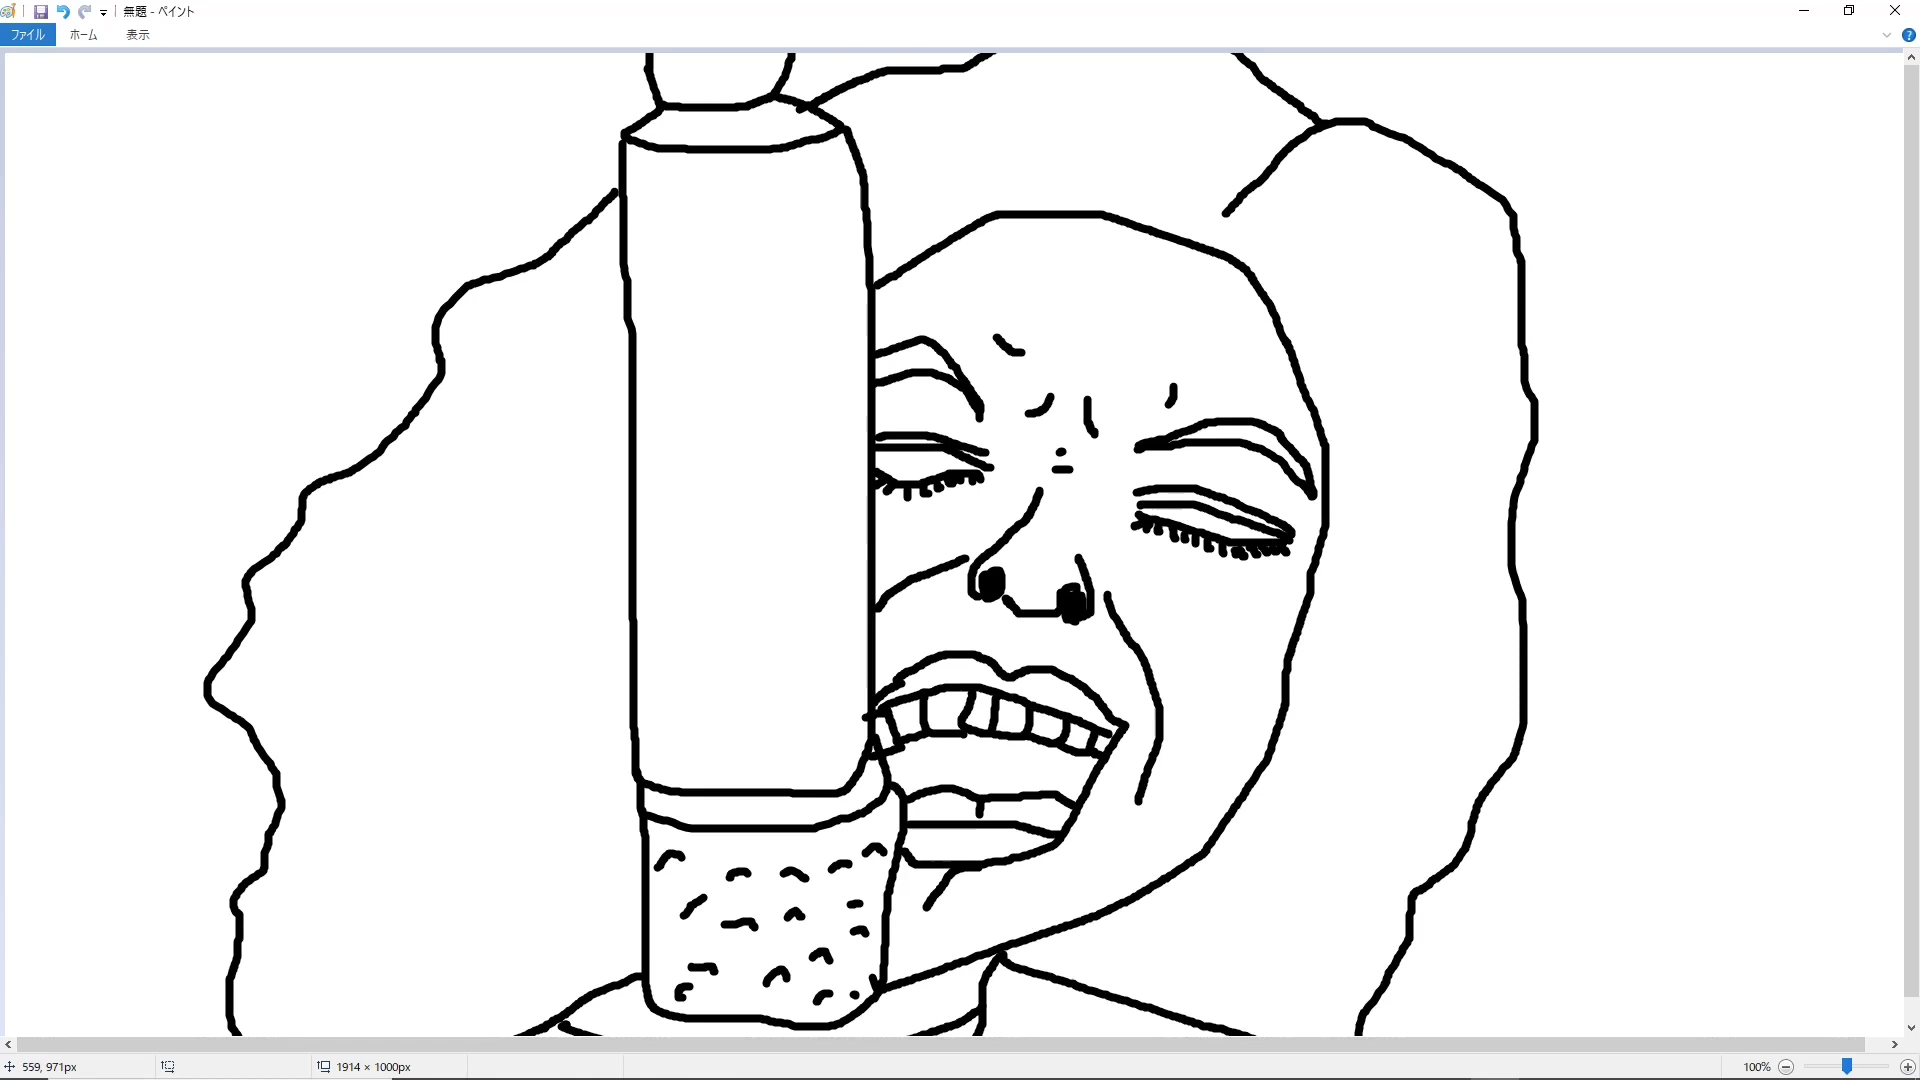 無題 - ペイント
ファイル
ホーム
表示
559, 971px
1914 × 1000px
100%